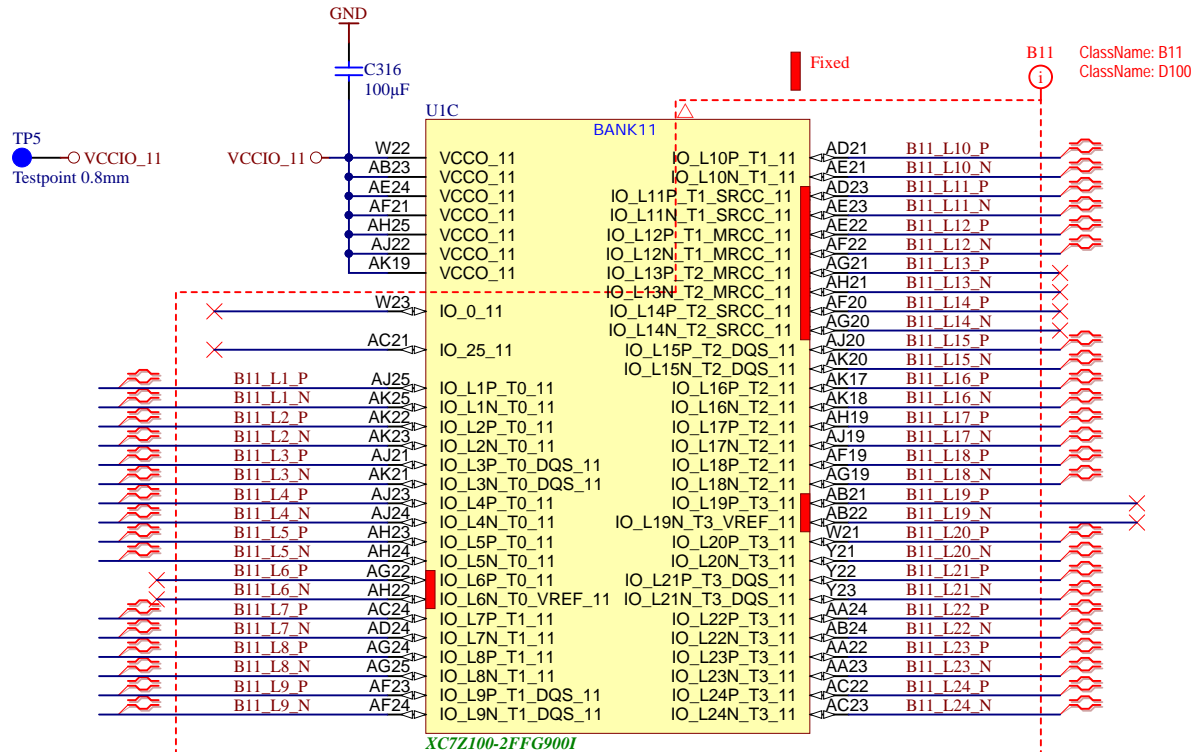 GND
C316
100µF
Fixed
B11
i
ClassName: B11
ClassName: D100
TP5
VCCIO_11
Testpoint 0.8mm
VCCIO_11
U1C
BANK11
W22 VCCO_11
AB23 VCCO_11
AE24 VCCO_11
AF21 VCCO_11
AH25 VCCO_11
AJ22 VCCO_11
AK19 VCCO_11
W23 IO_0_11
AC21 IO_25_11
B11_L1_P AJ25 IO_L1P_T0_11
B11_L1_N AK25 IO_L1N_T0_11
B11_L2_P AK22 IO_L2P_T0_11
B11_L2_N AK23 IO_L2N_T0_11
B11_L3_P AJ21 IO_L3P_T0_DQS_11
B11_L3_N AK21 IO_L3N_T0_DQS_11
B11_L4_P AJ23 IO_L4P_T0_11
B11_L4_N AJ24 IO_L4N_T0_11
B11_L5_P AH23 IO_L5P_T0_11
B11_L5_N AH24 IO_L5N_T0_11
B11_L6_P AG22 IO_L6P_T0_11
B11_L6_N AH22 IO_L6N_T0_VREF_11
B11_L7_P AC24 IO_L7P_T1_11
B11_L7_N AD24 IO_L7N_T1_11
B11_L8_P AG24 IO_L8P_T1_11
B11_L8_N AG25 IO_L8N_T1_11
B11_L9_P AF23 IO_L9P_T1_DQS_11
B11_L9_N AF24 IO_L9N_T1_DQS_11
IO_L10P_T1_11 AD21 B11_L10_P
IO_L10N_T1_11 AE21 B11_L10_N
IO_L11P_T1_SRCC_11 AD23 B11_L11_P
IO_L11N_T1_SRCC_11 AE23 B11_L11_N
IO_L12P_T1_MRCC_11 AE22 B11_L12_P
IO_L12N_T1_MRCC_11 AF22 B11_L12_N
IO_L13P_T2_MRCC_11 AG21 B11_L13_P
IO_L13N_T2_MRCC_11 AH21 B11_L13_N
IO_L14P_T2_SRCC_11 AF20 B11_L14_P
IO_L14N_T2_SRCC_11 AG20 B11_L14_N
IO_L15P_T2_DQS_11 AJ20 B11_L15_P
IO_L15N_T2_DQS_11 AK20 B11_L15_N
IO_L16P_T2_11 AK17 B11_L16_P
IO_L16N_T2_11 AK18 B11_L16_N
IO_L17P_T2_11 AH19 B11_L17_P
IO_L17N_T2_11 AJ19 B11_L17_N
IO_L18P_T2_11 AF19 B11_L18_P
IO_L18N_T2_11 AG19 B11_L18_N
IO_L19P_T3_11 AB21 B11_L19_P
IO_L19N_T3_VREF_11 AB22 B11_L19_N
IO_L20P_T3_11 W21 B11_L20_P
IO_L20N_T3_11 Y21 B11_L20_N
IO_L21P_T3_DQS_11 Y22 B11_L21_P
IO_L21N_T3_DQS_11 Y23 B11_L21_N
IO_L22P_T3_11 AA24 B11_L22_P
IO_L22N_T3_11 AB24 B11_L22_N
IO_L23P_T3_11 AA22 B11_L23_P
IO_L23N_T3_11 AA23 B11_L23_N
IO_L24P_T3_11 AC22 B11_L24_P
IO_L24N_T3_11 AC23 B11_L24_N
XC7Z100-2FFG900I